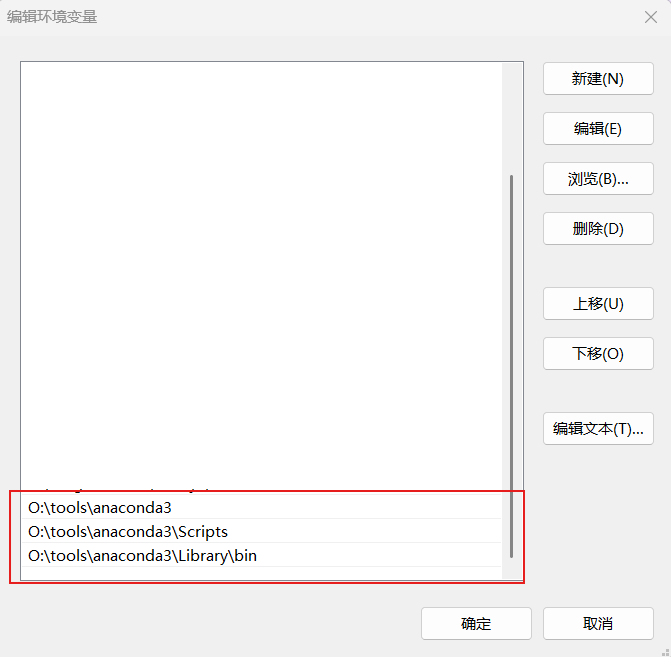 编辑环境变量
新建(N)
编辑(E)
浏览(B)...
删除(D)
上移(U)
下移(O)
编辑文本(T)...
O:\tools\anaconda3
O:\tools\anaconda3\Scripts
O:\tools\anaconda3\Library\bin
确定
取消